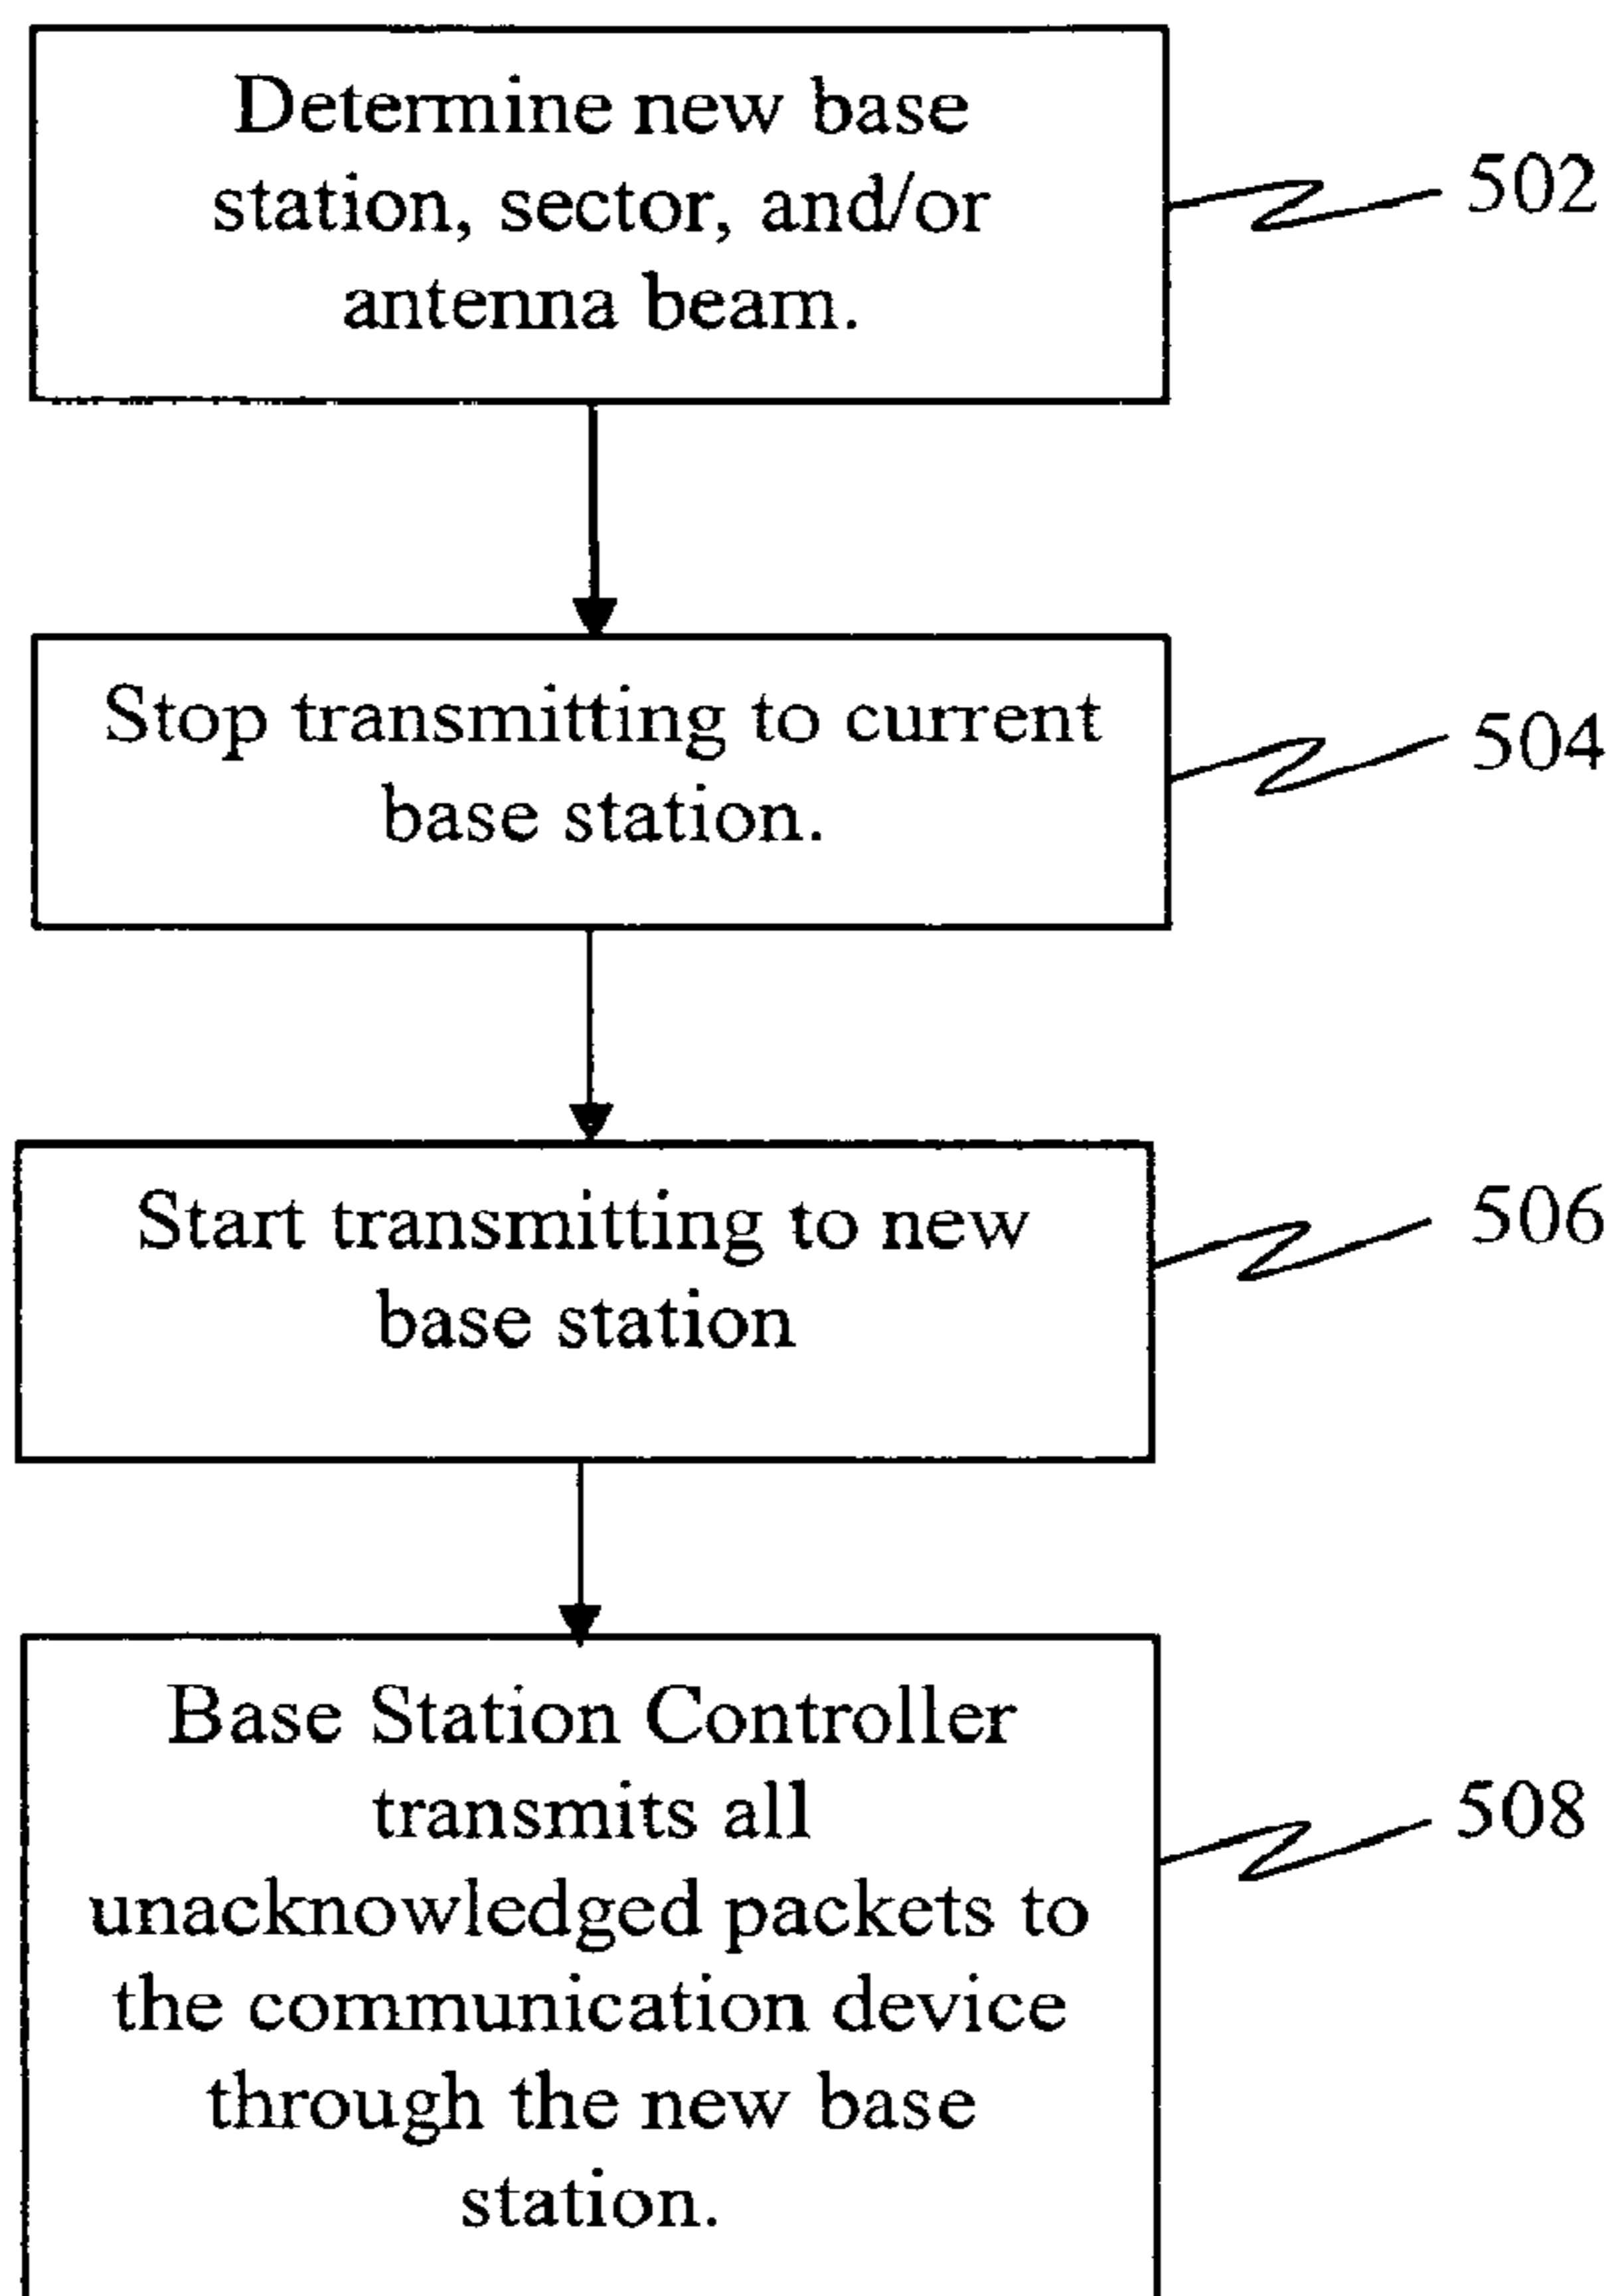 Determine new base
station, sector, and/or
antenna beam.
502
Stop transmitting to current
base station.
504
Start transmitting to new
base station
506
Base Station Controller
transmits all
unacknowledged packets to
the communication device
through the new base
station.
508